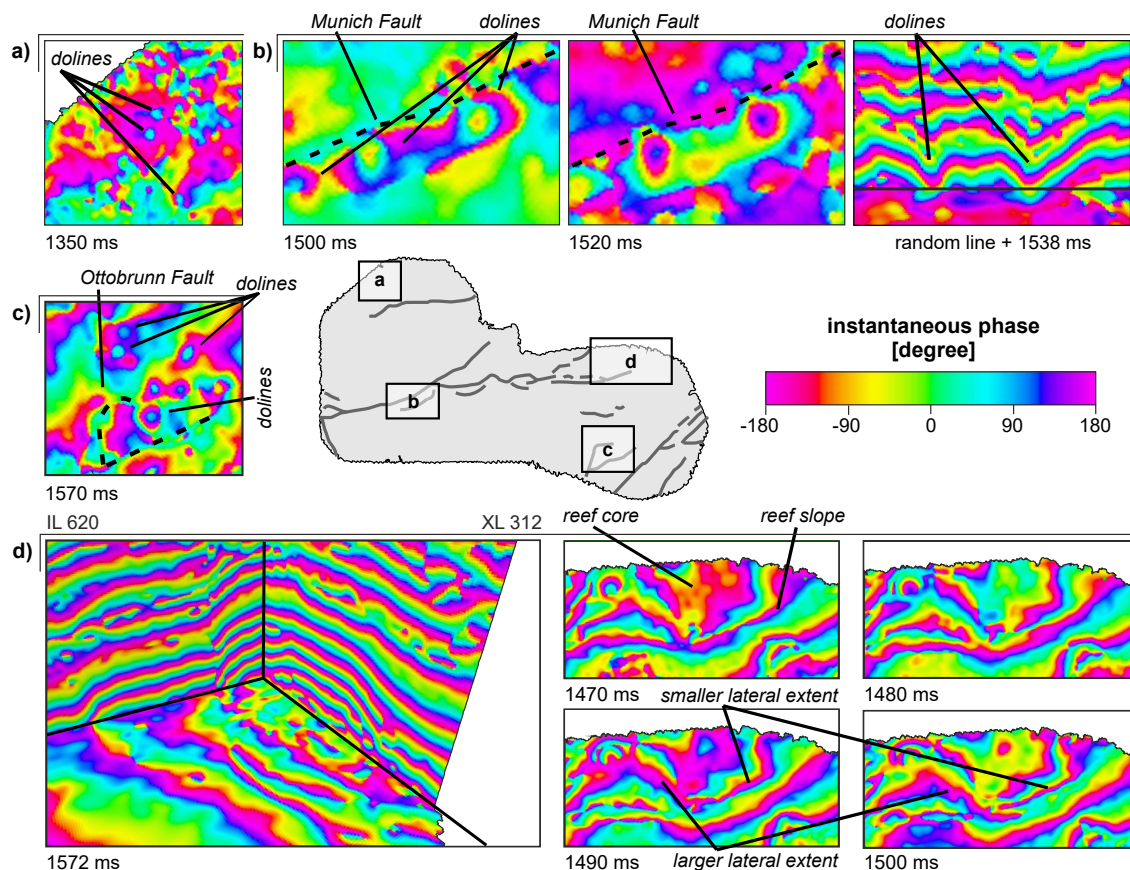 a)
dolines
1350 ms
b)
Munich Fault
dolines
1500 ms
Munich Fault
1520 ms
dolines
random line + 1538 ms
c)
Ottobrunn Fault
dolines
dolines
1570 ms
a
b
c
d
instantaneous phase
[degree]
-180 -90 0 90 180
d)
IL 620
XL 312
1572 ms
reef core
reef slope
1470 ms
1480 ms
smaller lateral extent
1490 ms
larger lateral extent
1500 ms